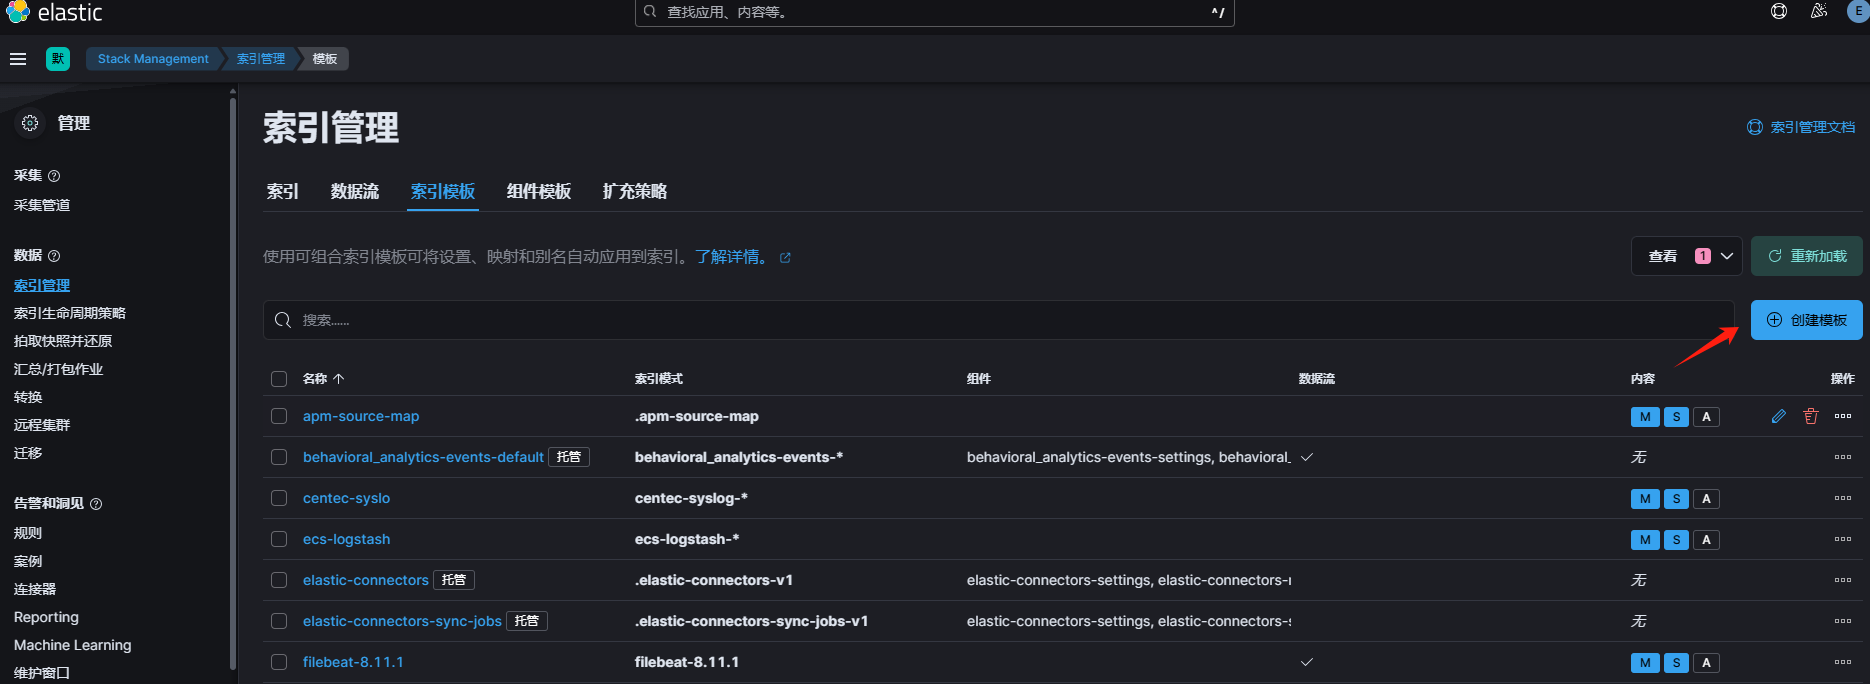 elastic
查找应用、内容等。
^/
E
默
Stack Management
索引管理
模板
管理
采集
采集管道
数据
索引管理
索引生命周期策略
拍取快照并还原
汇总/打包作业
转换
远程集群
迁移
告警和洞见
规则
案例
连接器
Reporting
Machine Learning
维护窗口
索引管理
索引管理文档
索引 数据流 索引模板 组件模板 扩充策略
使用可组合索引模板可将设置、映射和别名自动应用到索引。了解详情。
查看 1
重新加载
搜索......
创建模板
名称 索引模式 组件 数据流 内容 操作
apm-source-map .apm-source-map M S A
behavioral_analytics-events-default 托管 behavioral_analytics-events-* behavioral_analytics-events-settings, behavioral_ 无
centec-syslo centec-syslog-* M S A
ecs-logstash ecs-logstash-* M S A
elastic-connectors 托管 .elastic-connectors-v1 elastic-connectors-settings, elastic-connectors- 无
elastic-connectors-sync-jobs 托管 .elastic-connectors-sync-jobs-v1 elastic-connectors-settings, elastic-connectors- 无
filebeat-8.11.1 filebeat-8.11.1 M S A